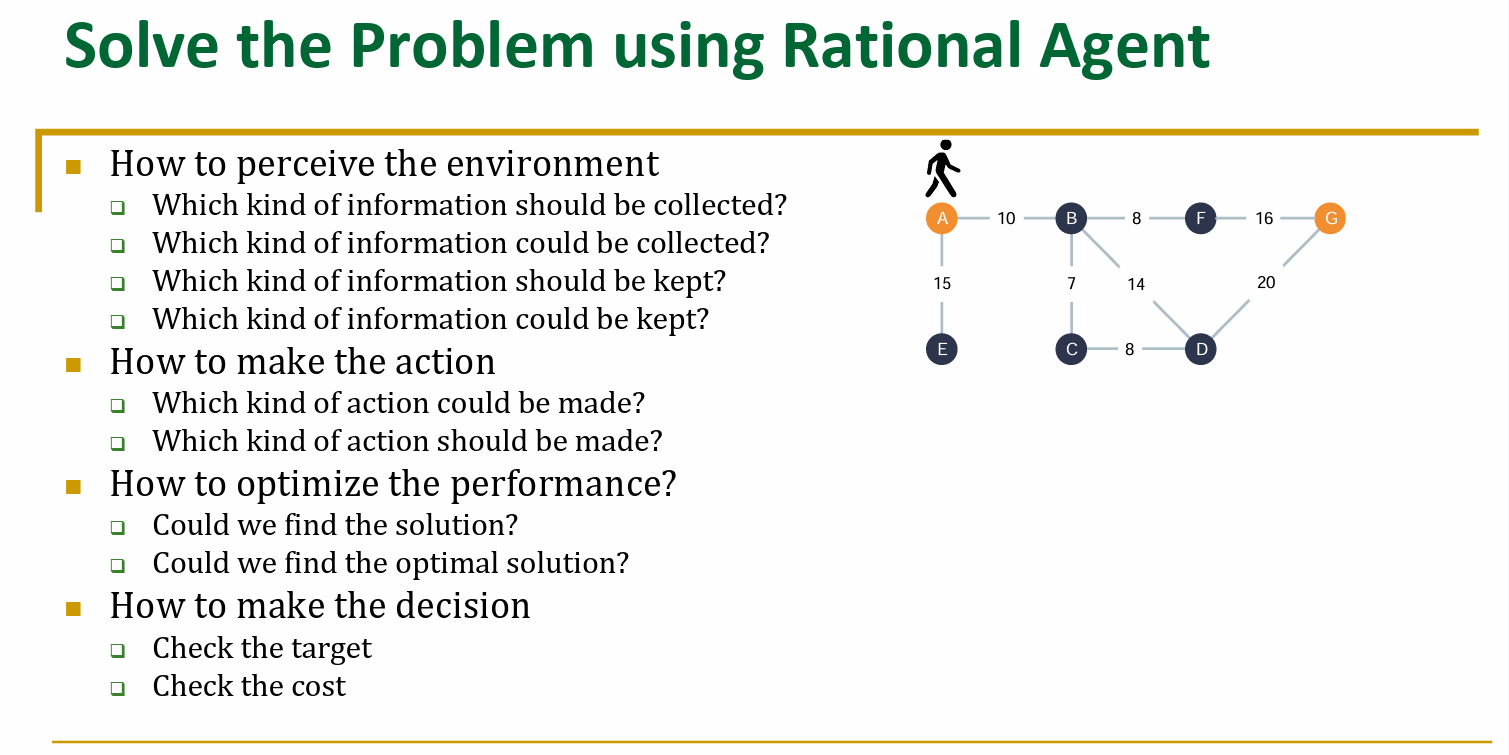 Solve the Problem using Rational Agent
How to perceive the environment
Which kind of information should be collected?
Which kind of information could be collected?
Which kind of information should be kept?
Which kind of information could be kept?
How to make the action
Which kind of action could be made?
Which kind of action should be made?
How to optimize the performance?
Could we find the solution?
Could we find the optimal solution?
How to make the decision
Check the target
Check the cost
A 10 B 8 F 16 G
15 7 14 20
E C 8 D